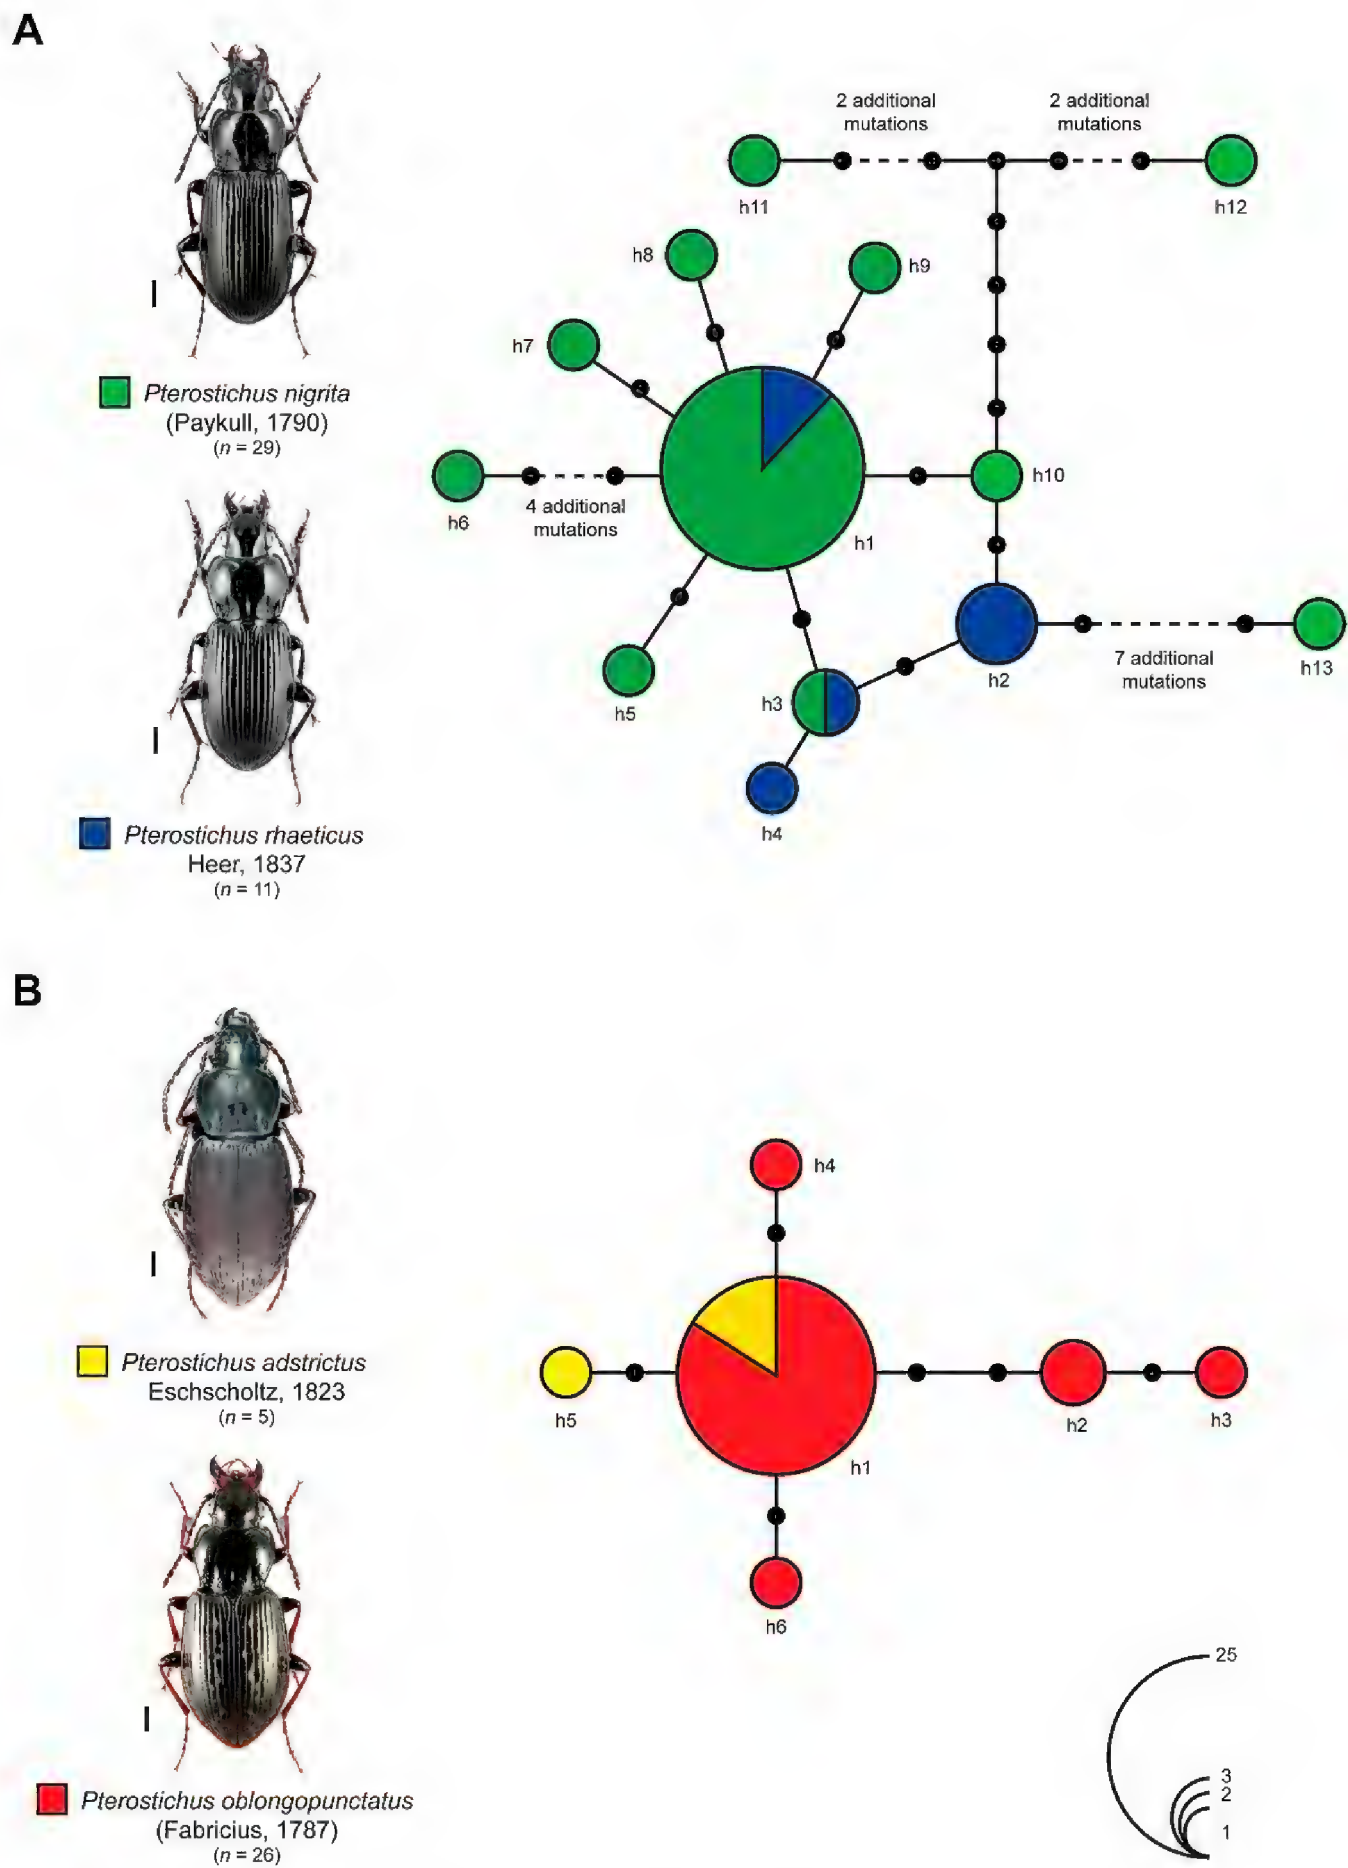 A
2 additional
mutations
2 additional
mutations
h11
h12
h8
h9
h7
Pterostichus nigrita
(Paykull, 1790)
(n = 29)
h6
4 additional
mutations
h10
h1
h5
h3
h2
7 additional
mutations
h13
h4
Pterostichus rhaeticus
Heer, 1837
(n = 11)
B
h4
Pterostichus adstrictus
Eschscholtz, 1823
(n = 5)
h5
h2
h3
h1
h6
25
3
2
1
Pterostichus oblongopunctatus
(Fabricius, 1787)
(n = 26)